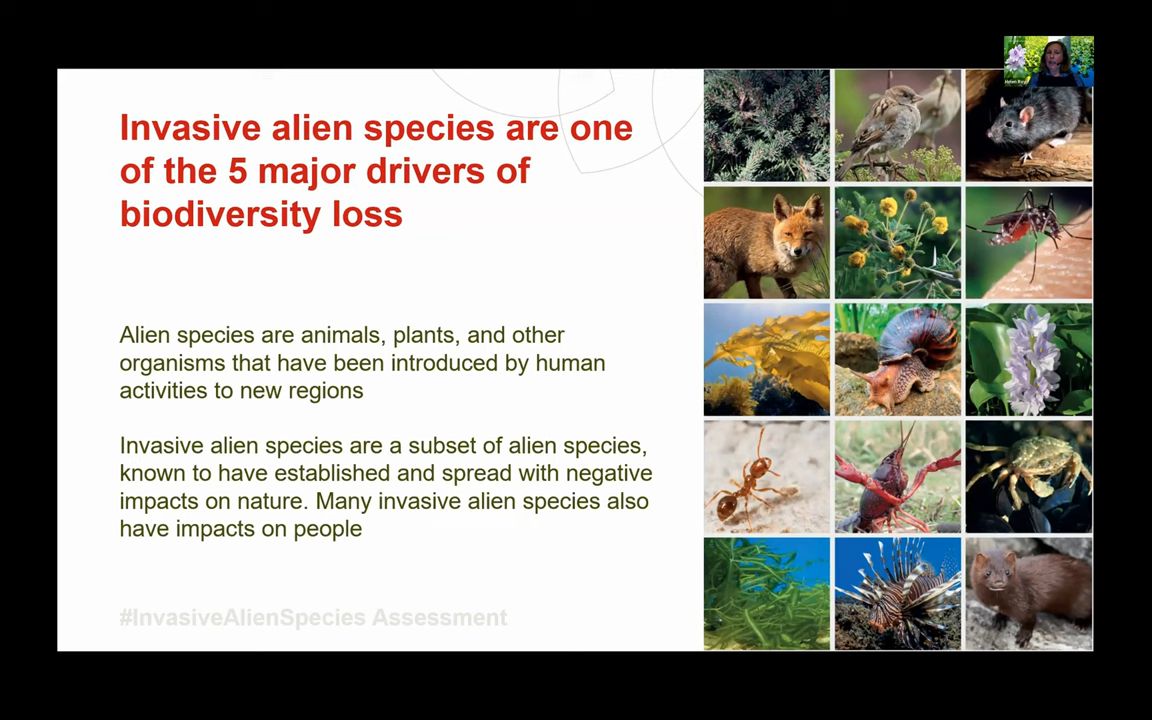 Helen Roy
Invasive alien species are one
of the 5 major drivers of
biodiversity loss
Alien species are animals, plants, and other
organisms that have been introduced by human
activities to new regions
Invasive alien species are a subset of alien species,
known to have established and spread with negative
impacts on nature. Many invasive alien species also
have impacts on people
#InvasiveAlienSpecies Assessment